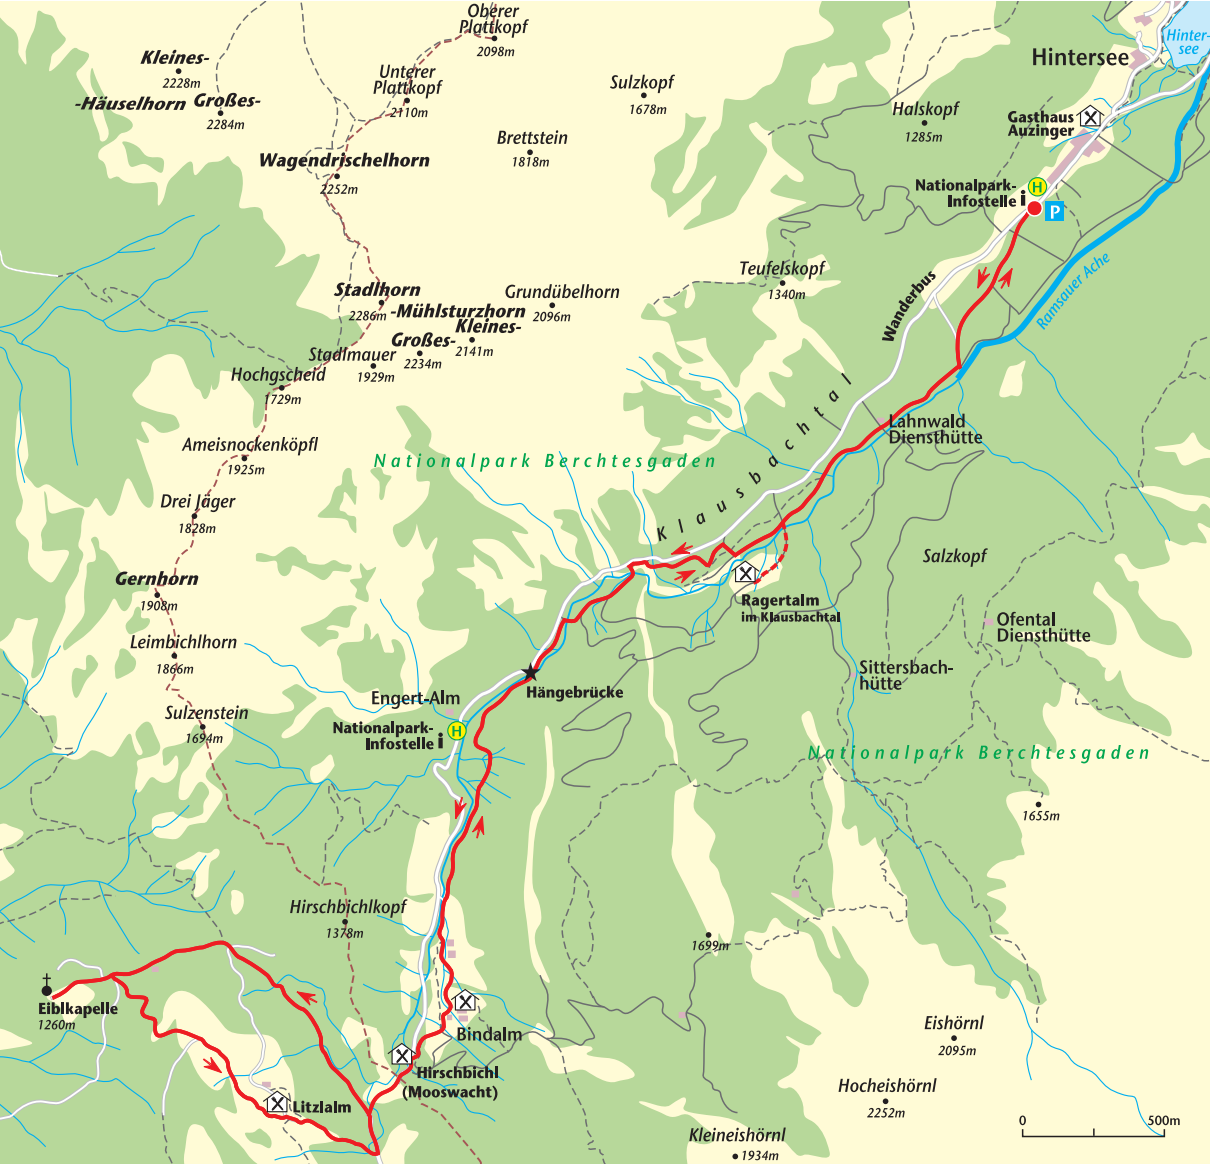 Oberer
Plattkopf
2098m
Hinter-
see
Kleines-
2228m
-Häuselhorn
Großes-
2284m
Unterer
Plattkopf
2110m
Sulzkopf
1678m
Hintersee
Halskopf
1285m
Gasthaus
Auzinger
Brettstein
1818m
Wagendrischelhorn
2252m
Nationalpark-
Infostelle i
H
P
Teufelskopf
1340m
Ramsauer Ache
Wanderbus
Stadlhorn
2286m
-Mühlsturzhorn
Kleines-
2141m
Großes-
2234m
Grundübelhorn
2096m
Stadlmauer
1929m
Hochgscheid
1729m
Ameisnockenköpfl
1925m
Lahnwald
Diensthütte
Nationalpark Berchtesgaden
Klausbachtal
Drei Jäger
1828m
Gernhorn
1908m
Salzkopf
Ragertalm
im Klausbachtal
Ofental
Diensthütte
Leimbichlhorn
1866m
Sittersbach-
hütte
Hängebrücke
Engert-Alm
Sulzenstein
1694m
Nationalpark-
Infostelle i
H
Nationalpark Berchtesgaden
1655m
Hirschbichlkopf
1378m
1699m
Eiblkapelle
1260m
Bindalm
Eishörnl
2095m
Hirschbichl
(Mooswacht)
Litzlalm
Hocheishörnl
2252m
Kleineishörnl
1934m
0
500m